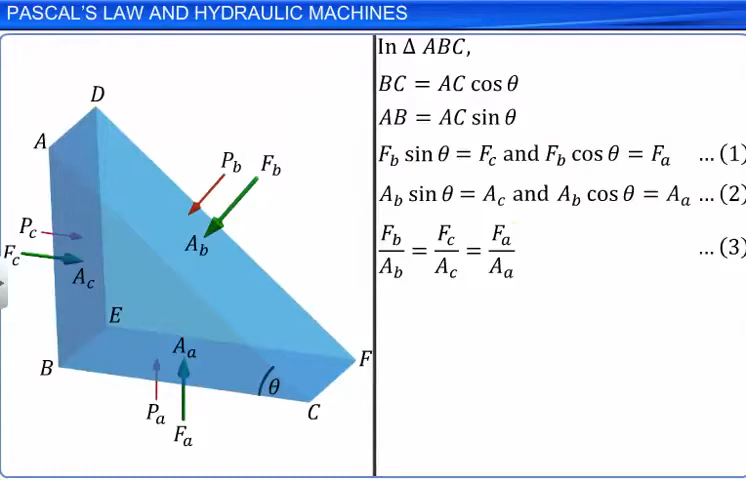 PASCAL'S LAW AND HYDRAULIC MACHINES
In Δ ABC,
BC = AC cos θ
AB = AC sin θ
F_b sin θ = F_c and F_b cos θ = F_a ... (1)
A_b sin θ = A_c and A_b cos θ = A_a ... (2)
F_b/A_b = F_c/A_c = F_a/A_a ... (3)
D
A
P_b F_b
P_c
F_c
A_b
A_c
E
A_a
F
B
θ
C
P_a
F_a